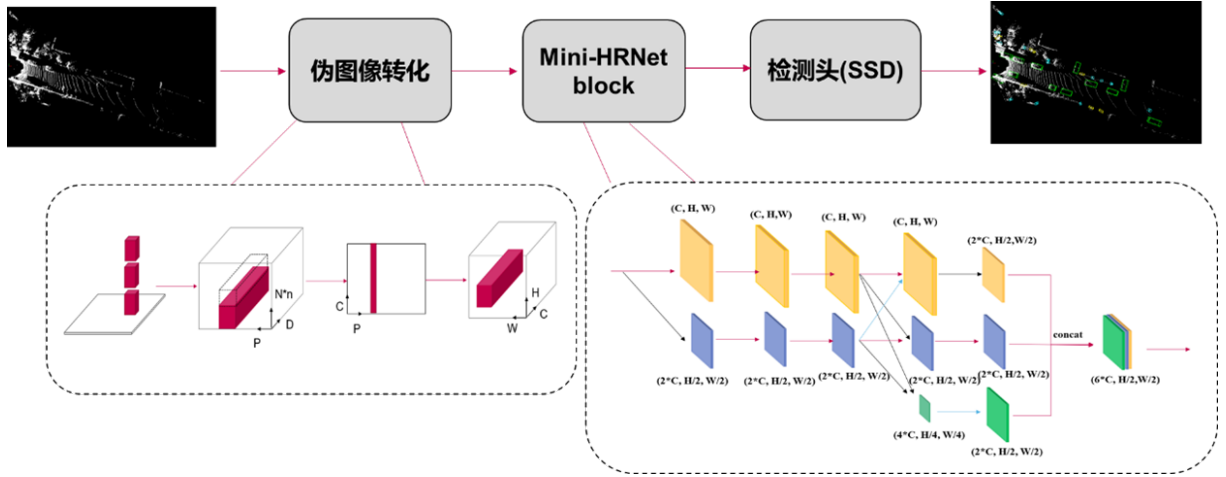 伪图像转化
Mini-HRNet
block
检测头(SSD)
N*n
D
P
C
P
H
C
W
(C, H, W)
(C, H,W)
(C, H, W)
(C, H, W)
(2*C, H/2,W/2)
concat
(2*C, H/2, W/2)
(2*C, H/2, W/2)
(2*C, H/2, W/2)
(2*C, H/2, W/2)
(2*C, H/2, W/2)
(6*C, H/2,W/2)
(4*C, H/4, W/4)
(2*C, H/2, W/2)